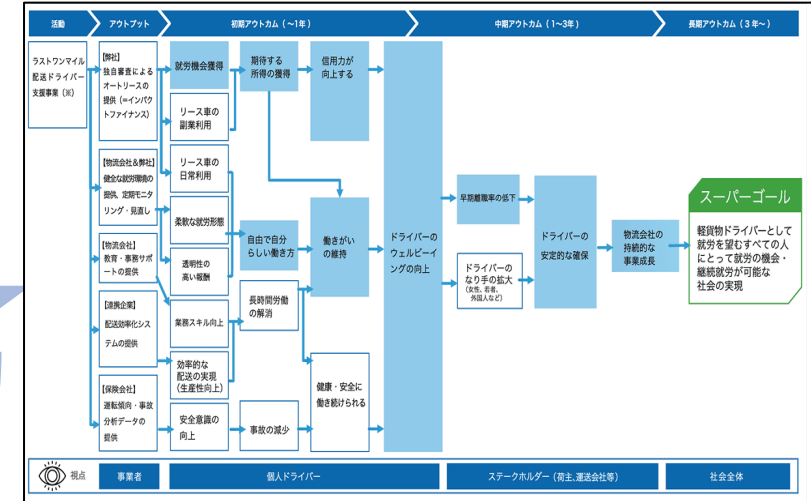 活動
アウトプット
初期アウトカム（～1年）
中期アウトカム（1～3年）
長期アウトカム（3年～）
ラストワンマイル
配送ドライバー
支援事業（※）
【弊社】
独自審査による
オートリースの
提供（=インパク
トファイナンス）
【物流会社&弊社】
健全な就労環境の
提供、定期モニタ
リング・見直し
【物流会社】
教育・事務サポ
ートの提供
【連携企業】
配送効率化シス
テムの提供
【保険会社】
運転傾向・事故
分析データの
提供
就労機会獲得
リース車の
副業利用
リース車の
日常利用
柔軟な就労形態
透明性の
高い報酬
業務スキル向上
効率的な
配送の実現
（生産性向上）
安全意識の
向上
期待する
所得の獲得
自由で自分
らしい働き方
長時間労働
の解消
事故の減少
信用力が
向上する
働きがい
の維持
健康・安全に
働き続けられる
ドライバーの
ウェルビーイ
ングの向上
早期離職率の低下
ドライバーの
なり手の拡大
（女性、若者、
外国人など）
ドライバーの
安定的な確保
物流会社の
持続的な
事業成長
スーパーゴール
軽貨物ドライバーとして
就労を望むすべての人
にとって就労の機会・
継続就労が可能な
社会の実現
視点
事業者
個人ドライバー
ステークホルダー（荷主、運送会社等）
社会全体